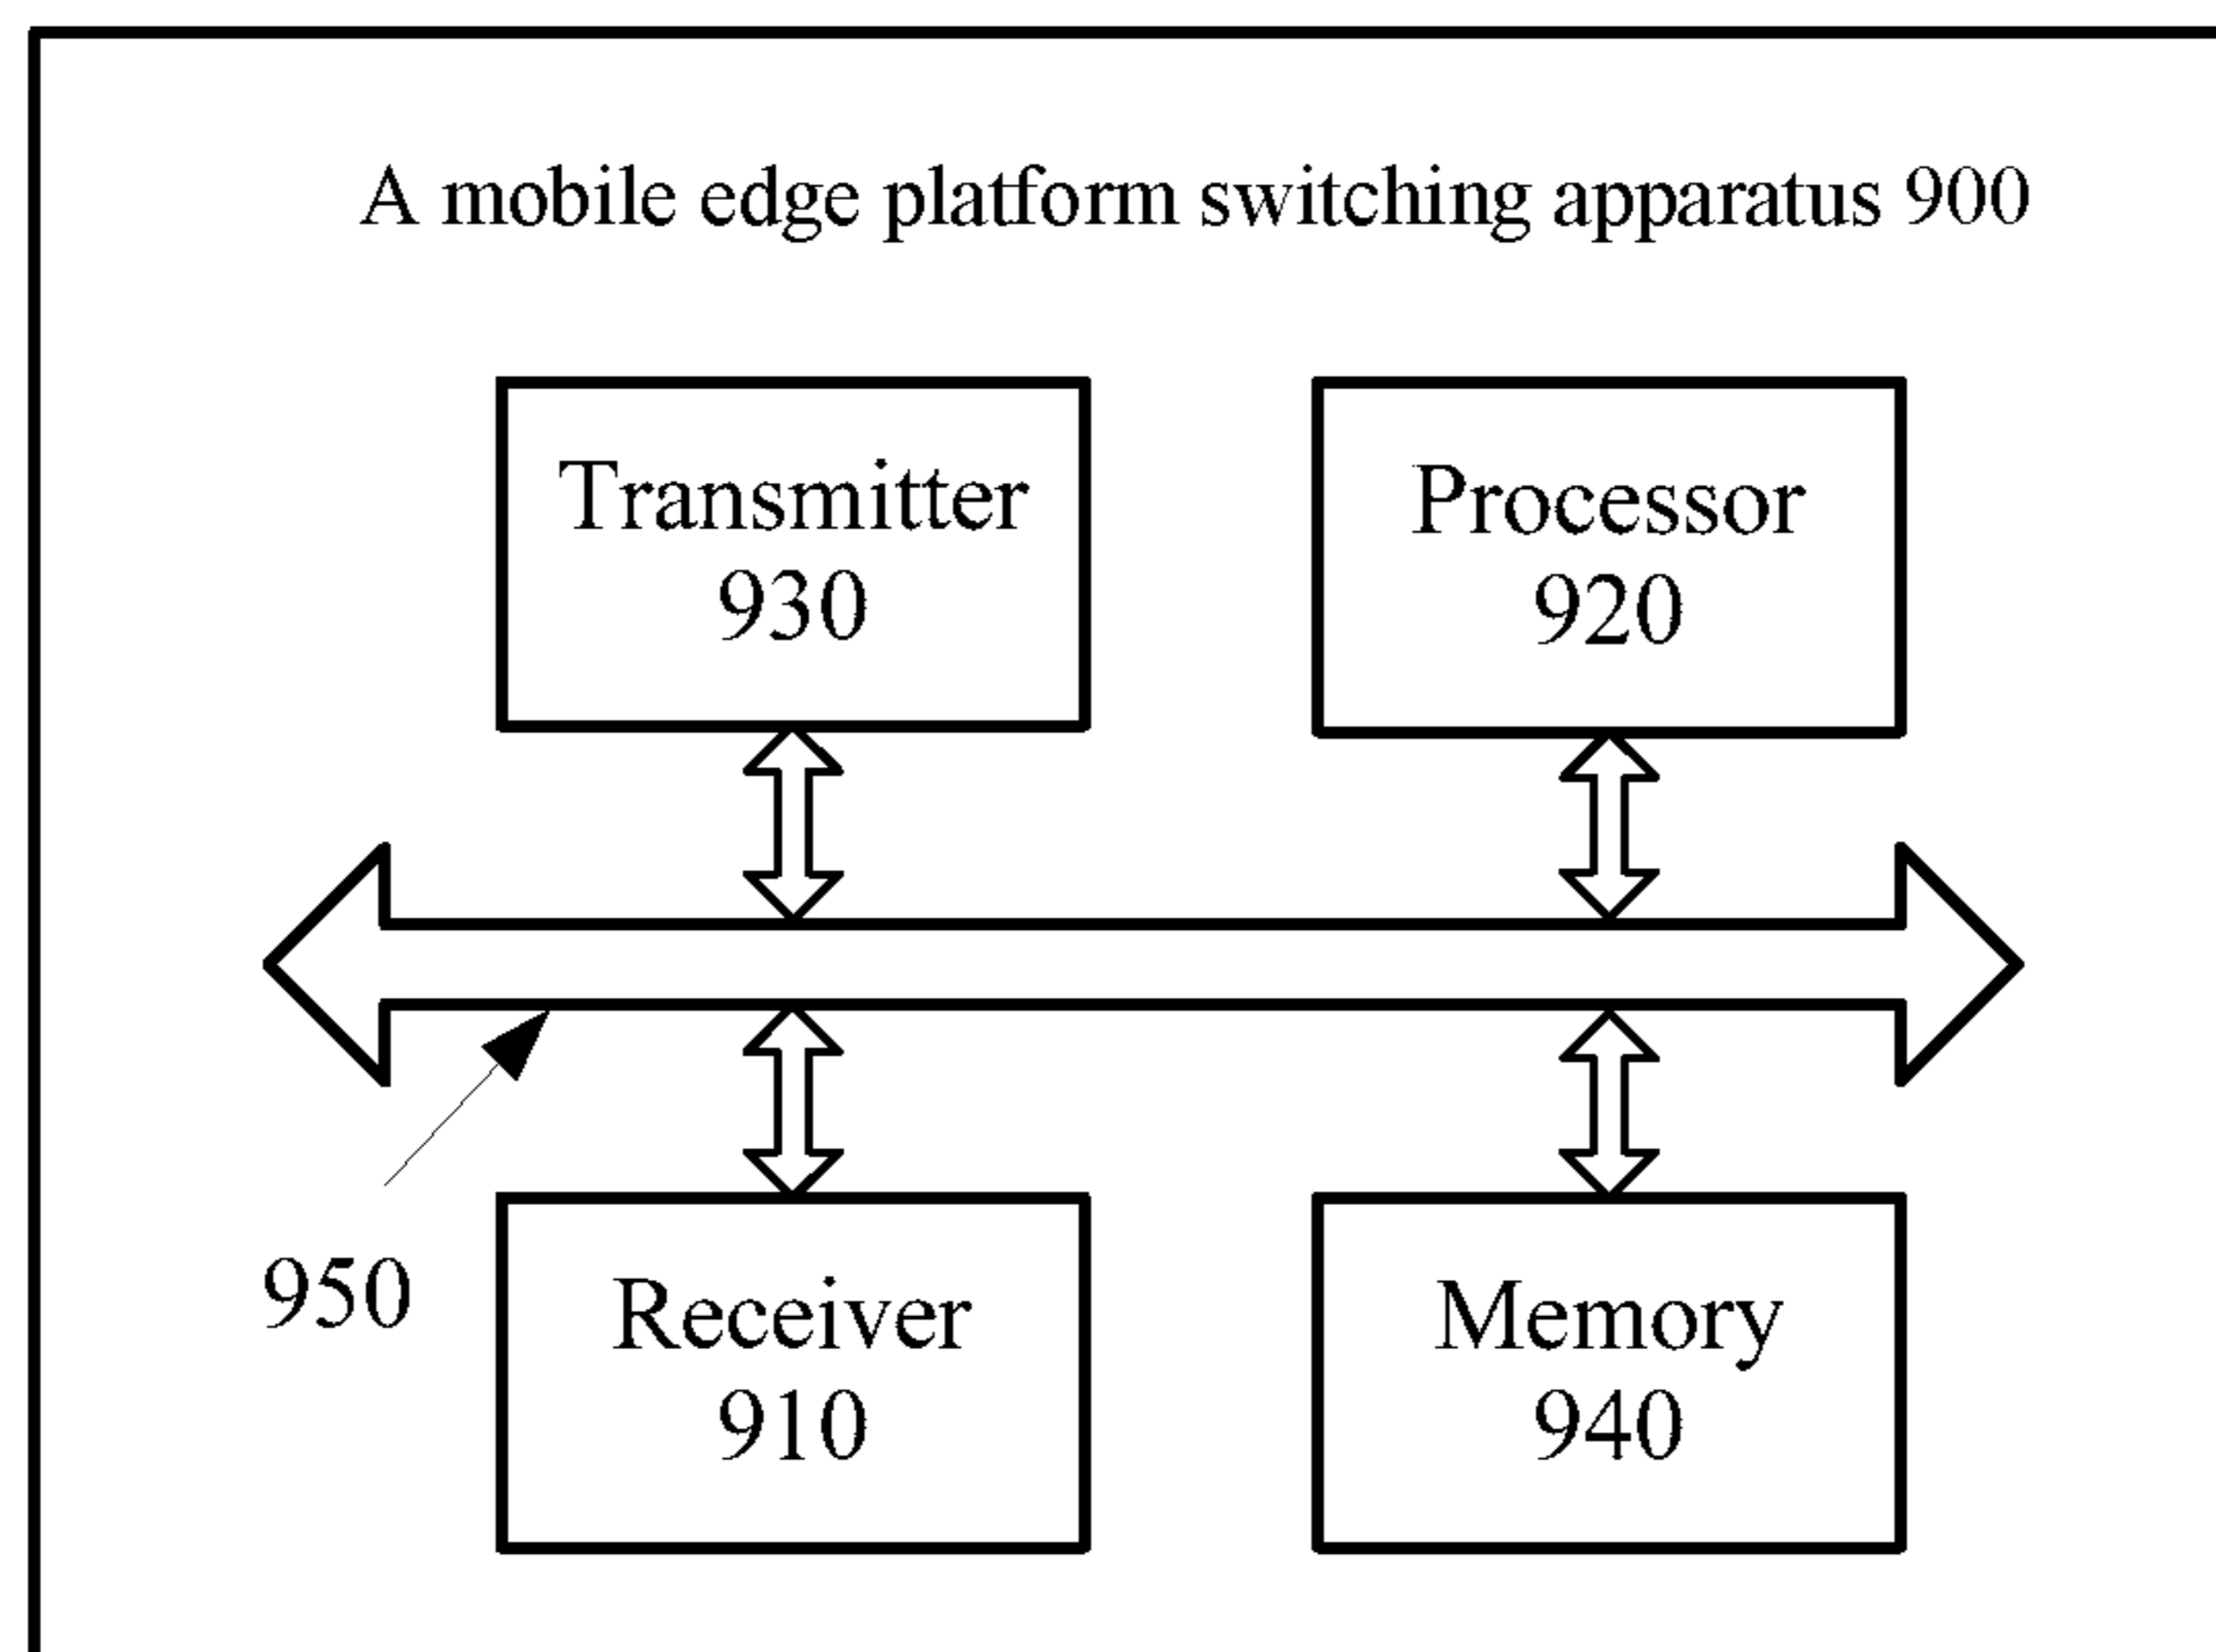 A mobile edge platform switching apparatus 900
Transmitter
930
Processor
920
950
Receiver
910
Memory
940